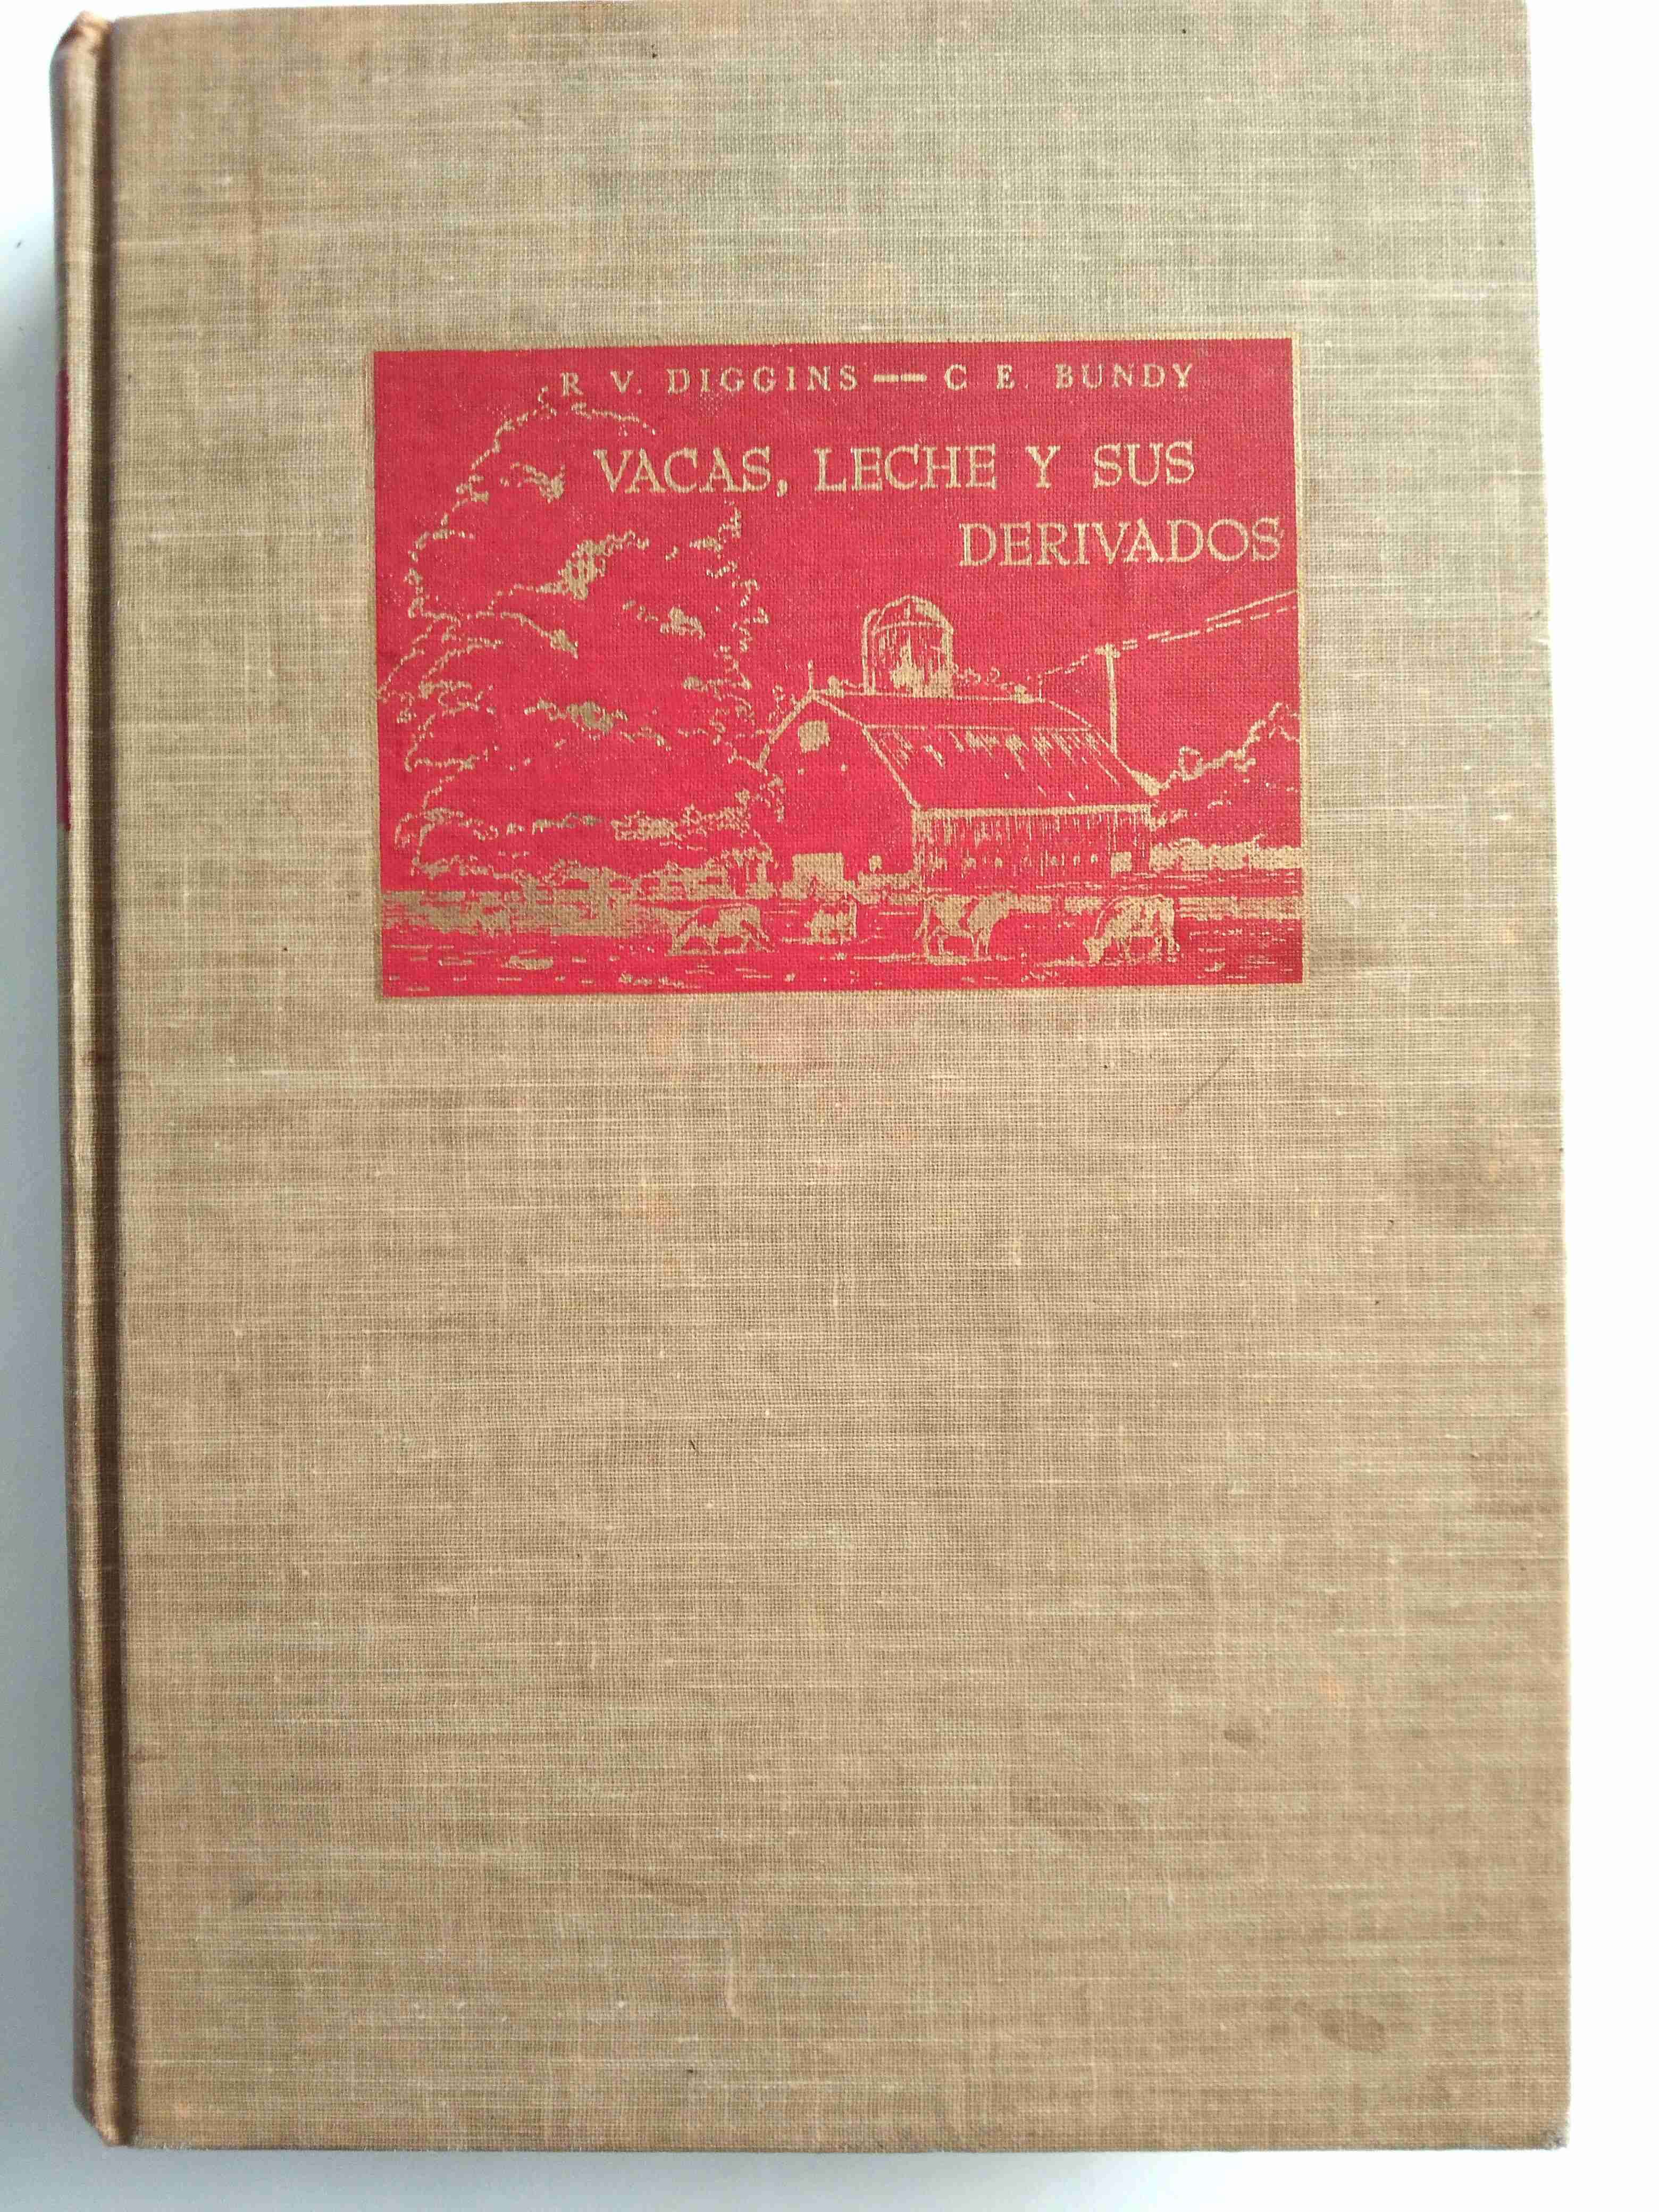 R V. DIGGINS — C E. BUNDY
VACAS, LECHE Y SUS
DERIVADOS